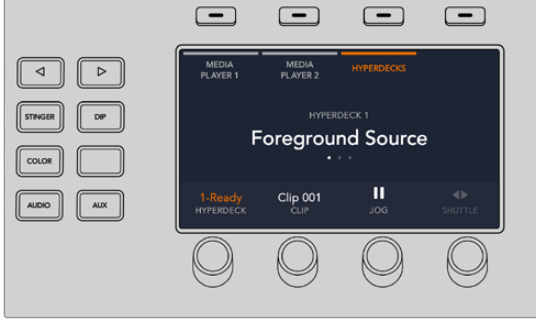 MEDIA
PLAYER 1
MEDIA
PLAYER 2
HYPERDECKS
HYPERDECK 1
Foreground Source
1-Ready
HYPERDECK
Clip 001
CLIP
JOG
SHUTTLE
STINGER
DIP
COLOR
AUDIO
AUX